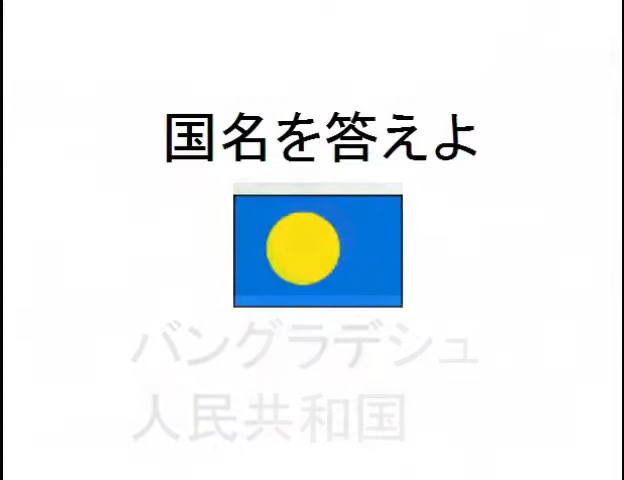 国名を答えよ
バングラデシュ
人民共和国